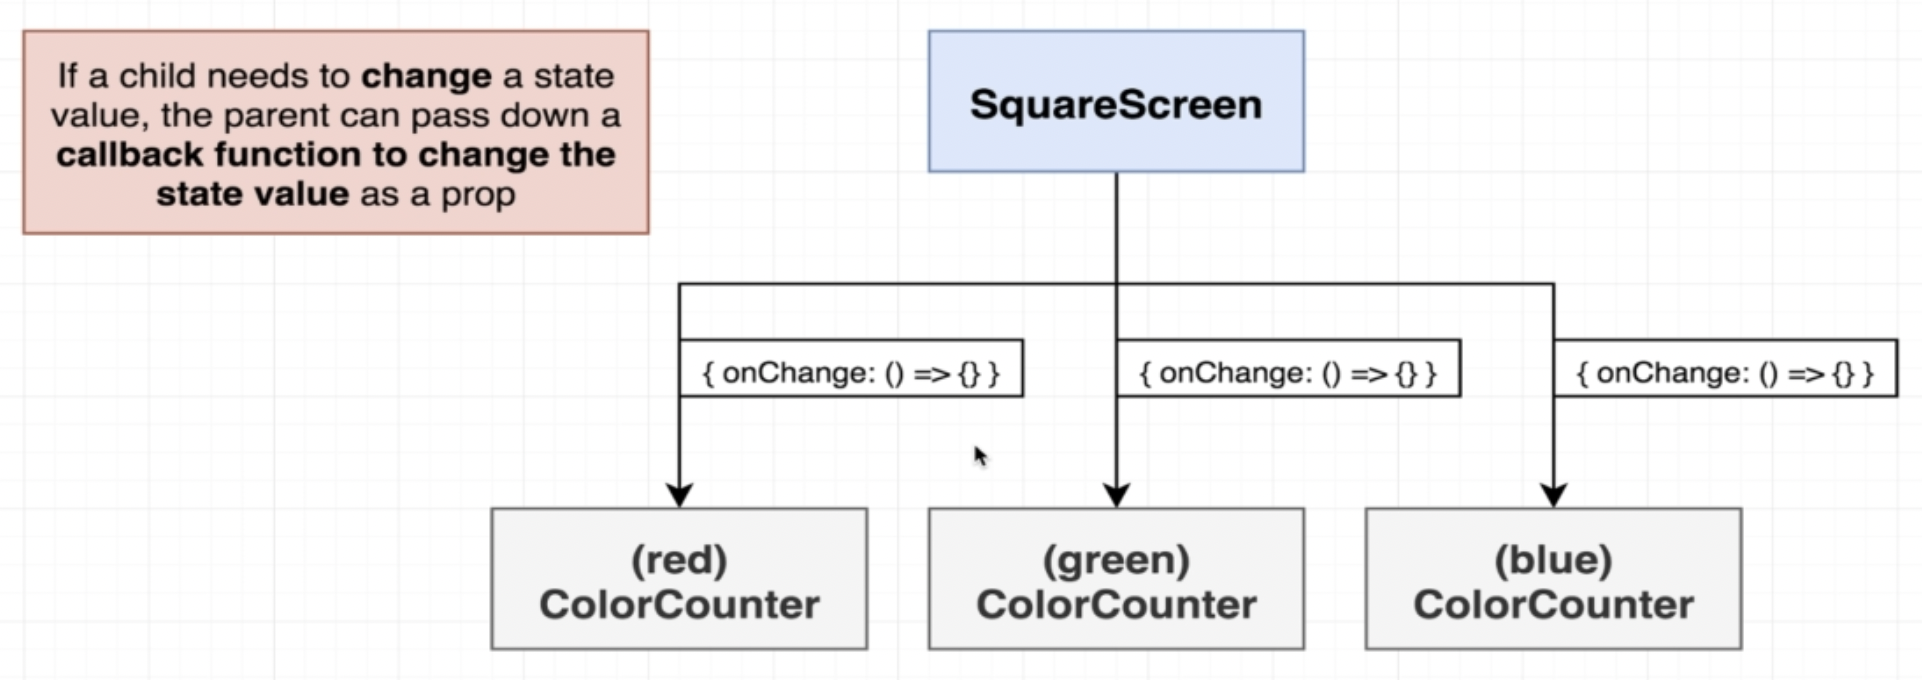 If a child needs to change a state
value, the parent can pass down a
callback function to change the
state value as a prop
SquareScreen
{ onChange: () => {} }
{ onChange: () => {} }
{ onChange: () => {} }
(red)
ColorCounter
(green)
ColorCounter
(blue)
ColorCounter